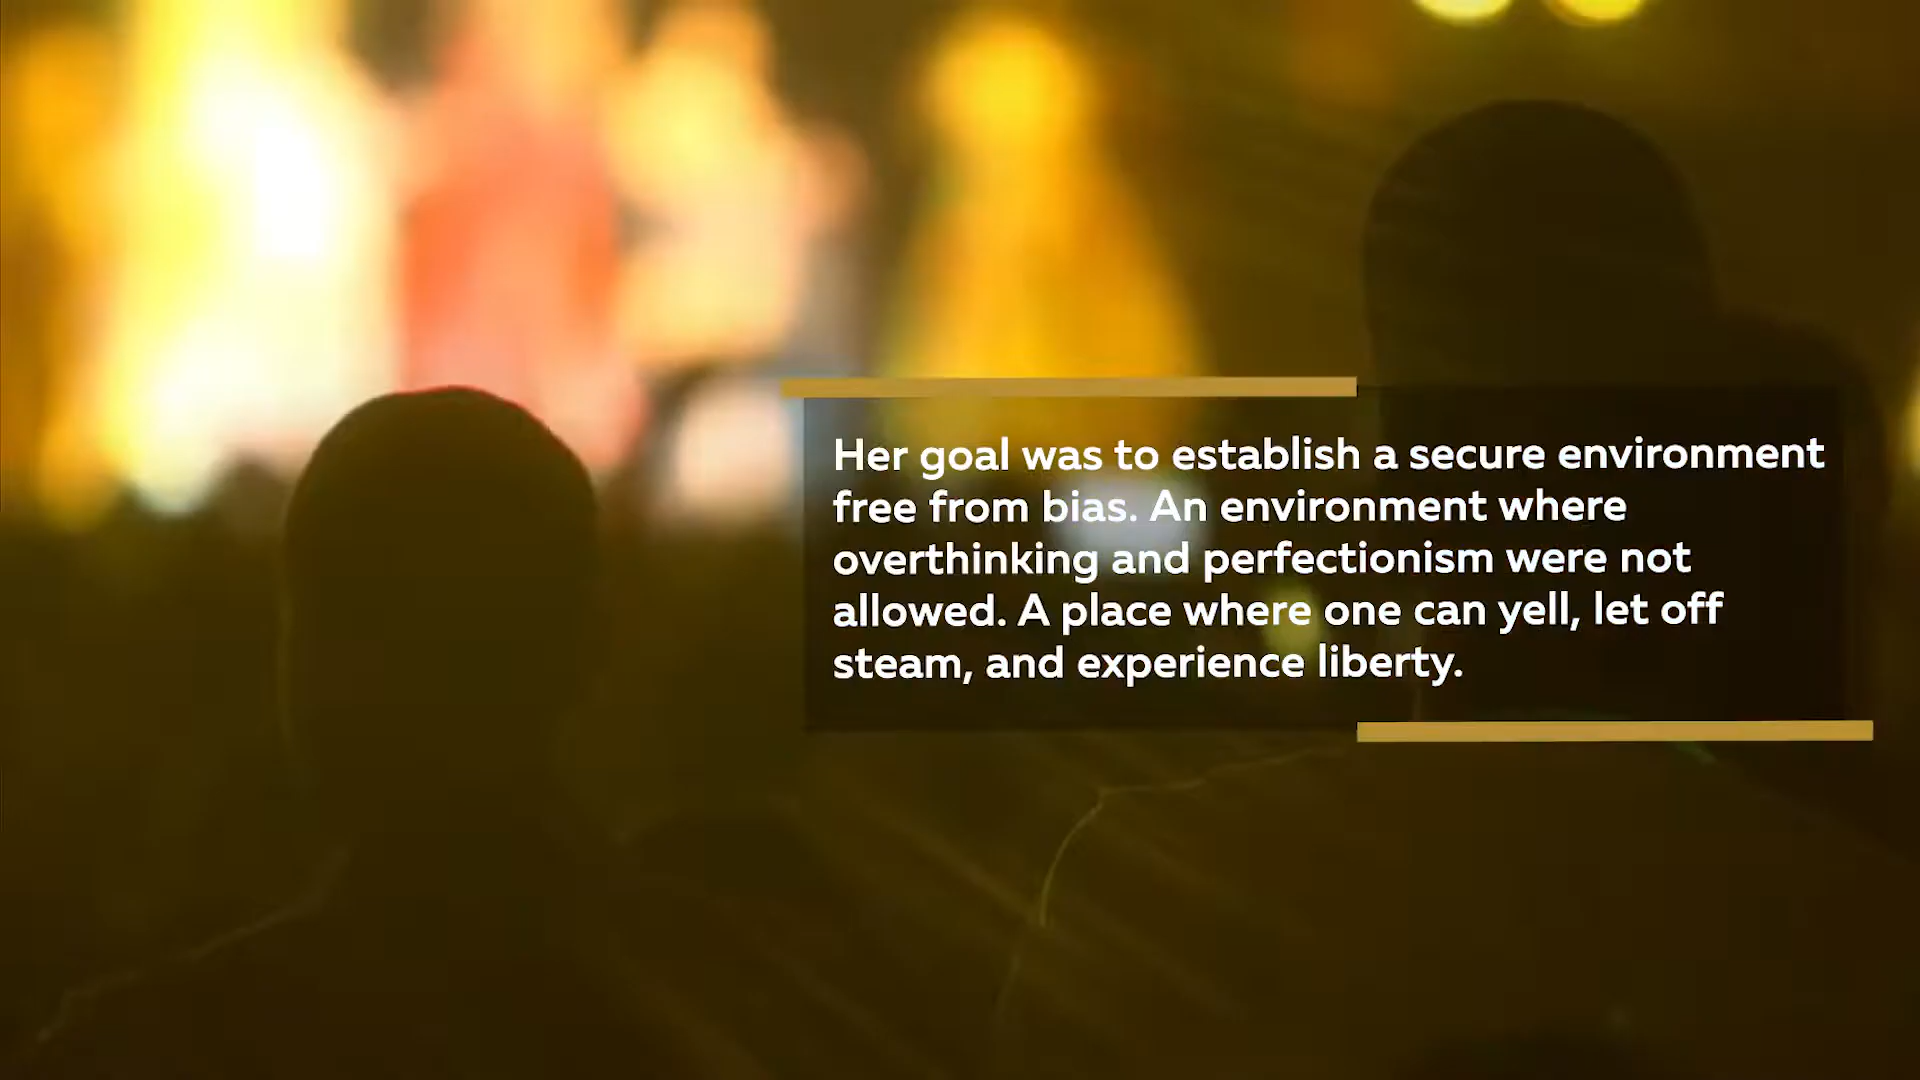 Her goal was to establish a secure environment
free from bias. An environment where
overthinking and perfectionism were not
allowed. A place where one can yell, let off
steam, and experience liberty.